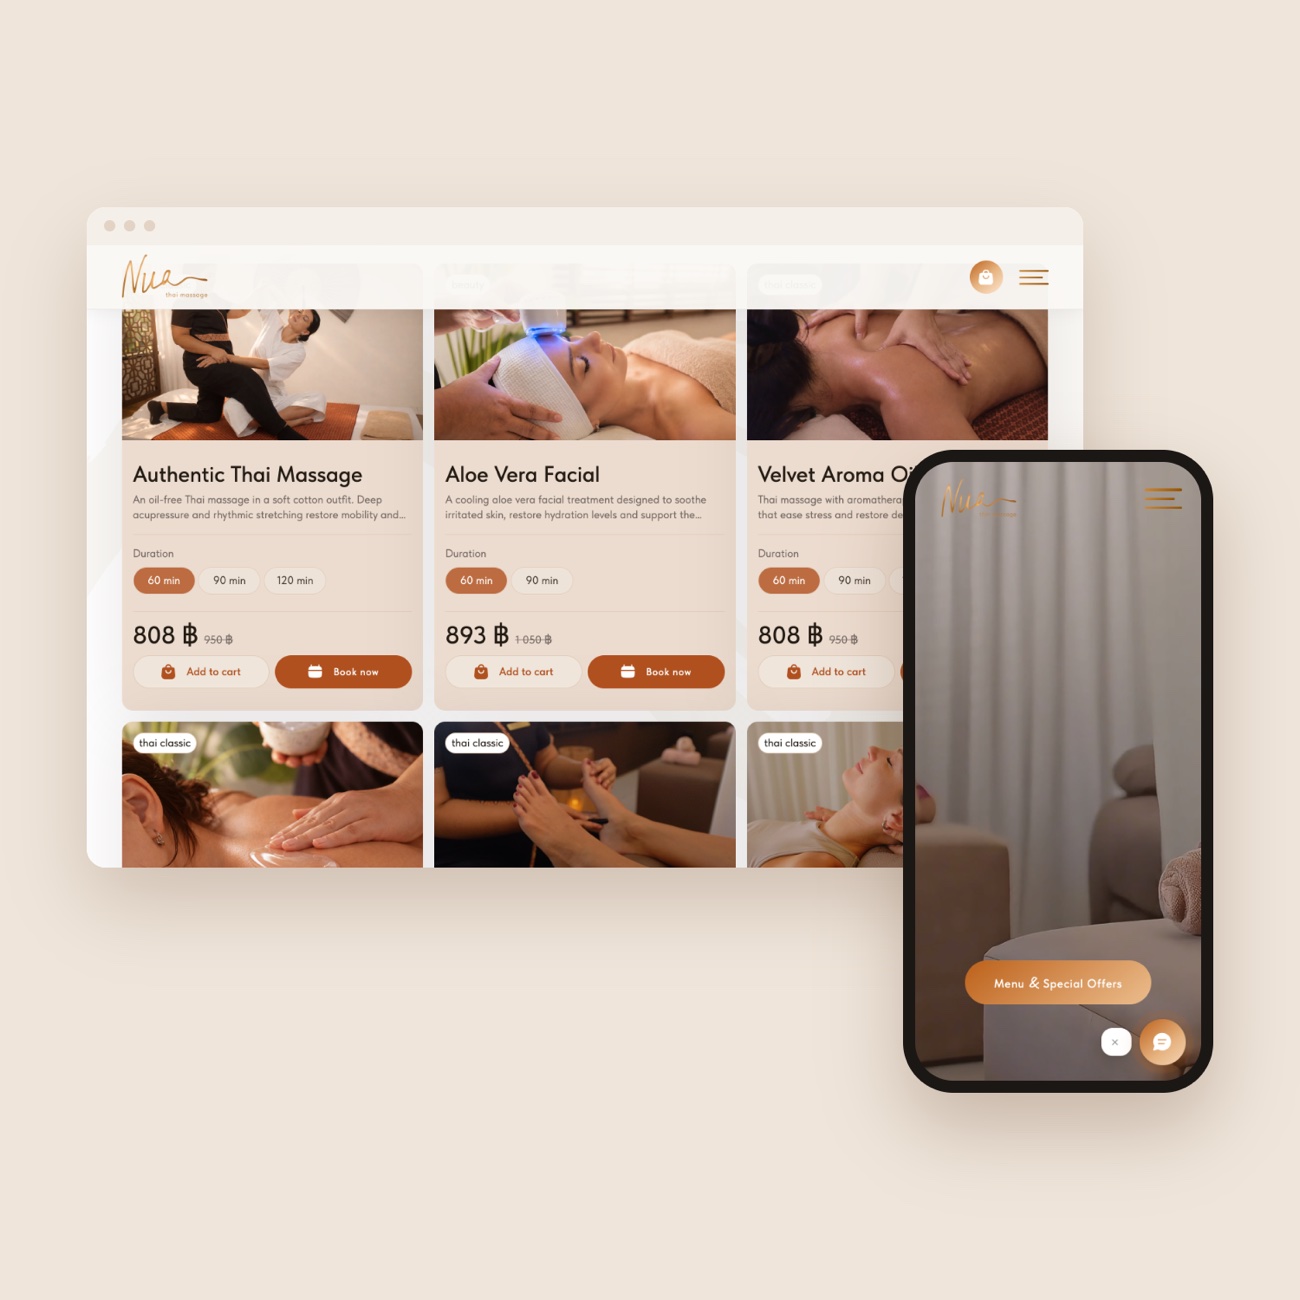 Nua
thai massage
beauty
thai classic
Authentic Thai Massage
An oil-free Thai massage in a soft cotton outfit. Deep
acupressure and rhythmic stretching restore mobility and...
Duration
60 min
90 min
120 min
808 ฿ 950 ฿
Add to cart
Book now
Aloe Vera Facial
A cooling aloe vera facial treatment designed to soothe
irritated skin, restore hydration levels and support the...
Duration
60 min
90 min
893 ฿ 1 050 ฿
Add to cart
Book now
Velvet Aroma
Thai massage with
that ease stress and restore
Duration
60 min
90 min
808 ฿ 950 ฿
Add to cart
thai classic
thai classic
thai classic
Nua
Menu & Special Offers